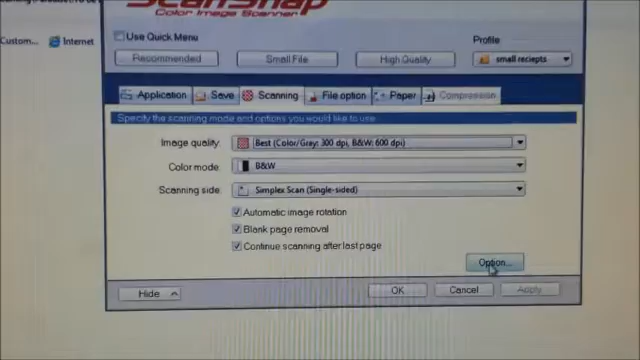 ScanSnap
Color Image Scanner
Custom... Internet
Use Quick Menu
Profile
Recommended Small File High Quality small reciepts
Application Save Scanning File option Paper Compression
Specify the scanning mode and options you would like to use.
Image quality: Best (Color/Gray: 300 dpi, B&W: 600 dpi)
Color mode: B&W
Scanning side: Simplex Scan (Single-sided)
Automatic image rotation
Blank page removal
Continue scanning after last page
Option...
Hide OK Cancel Apply